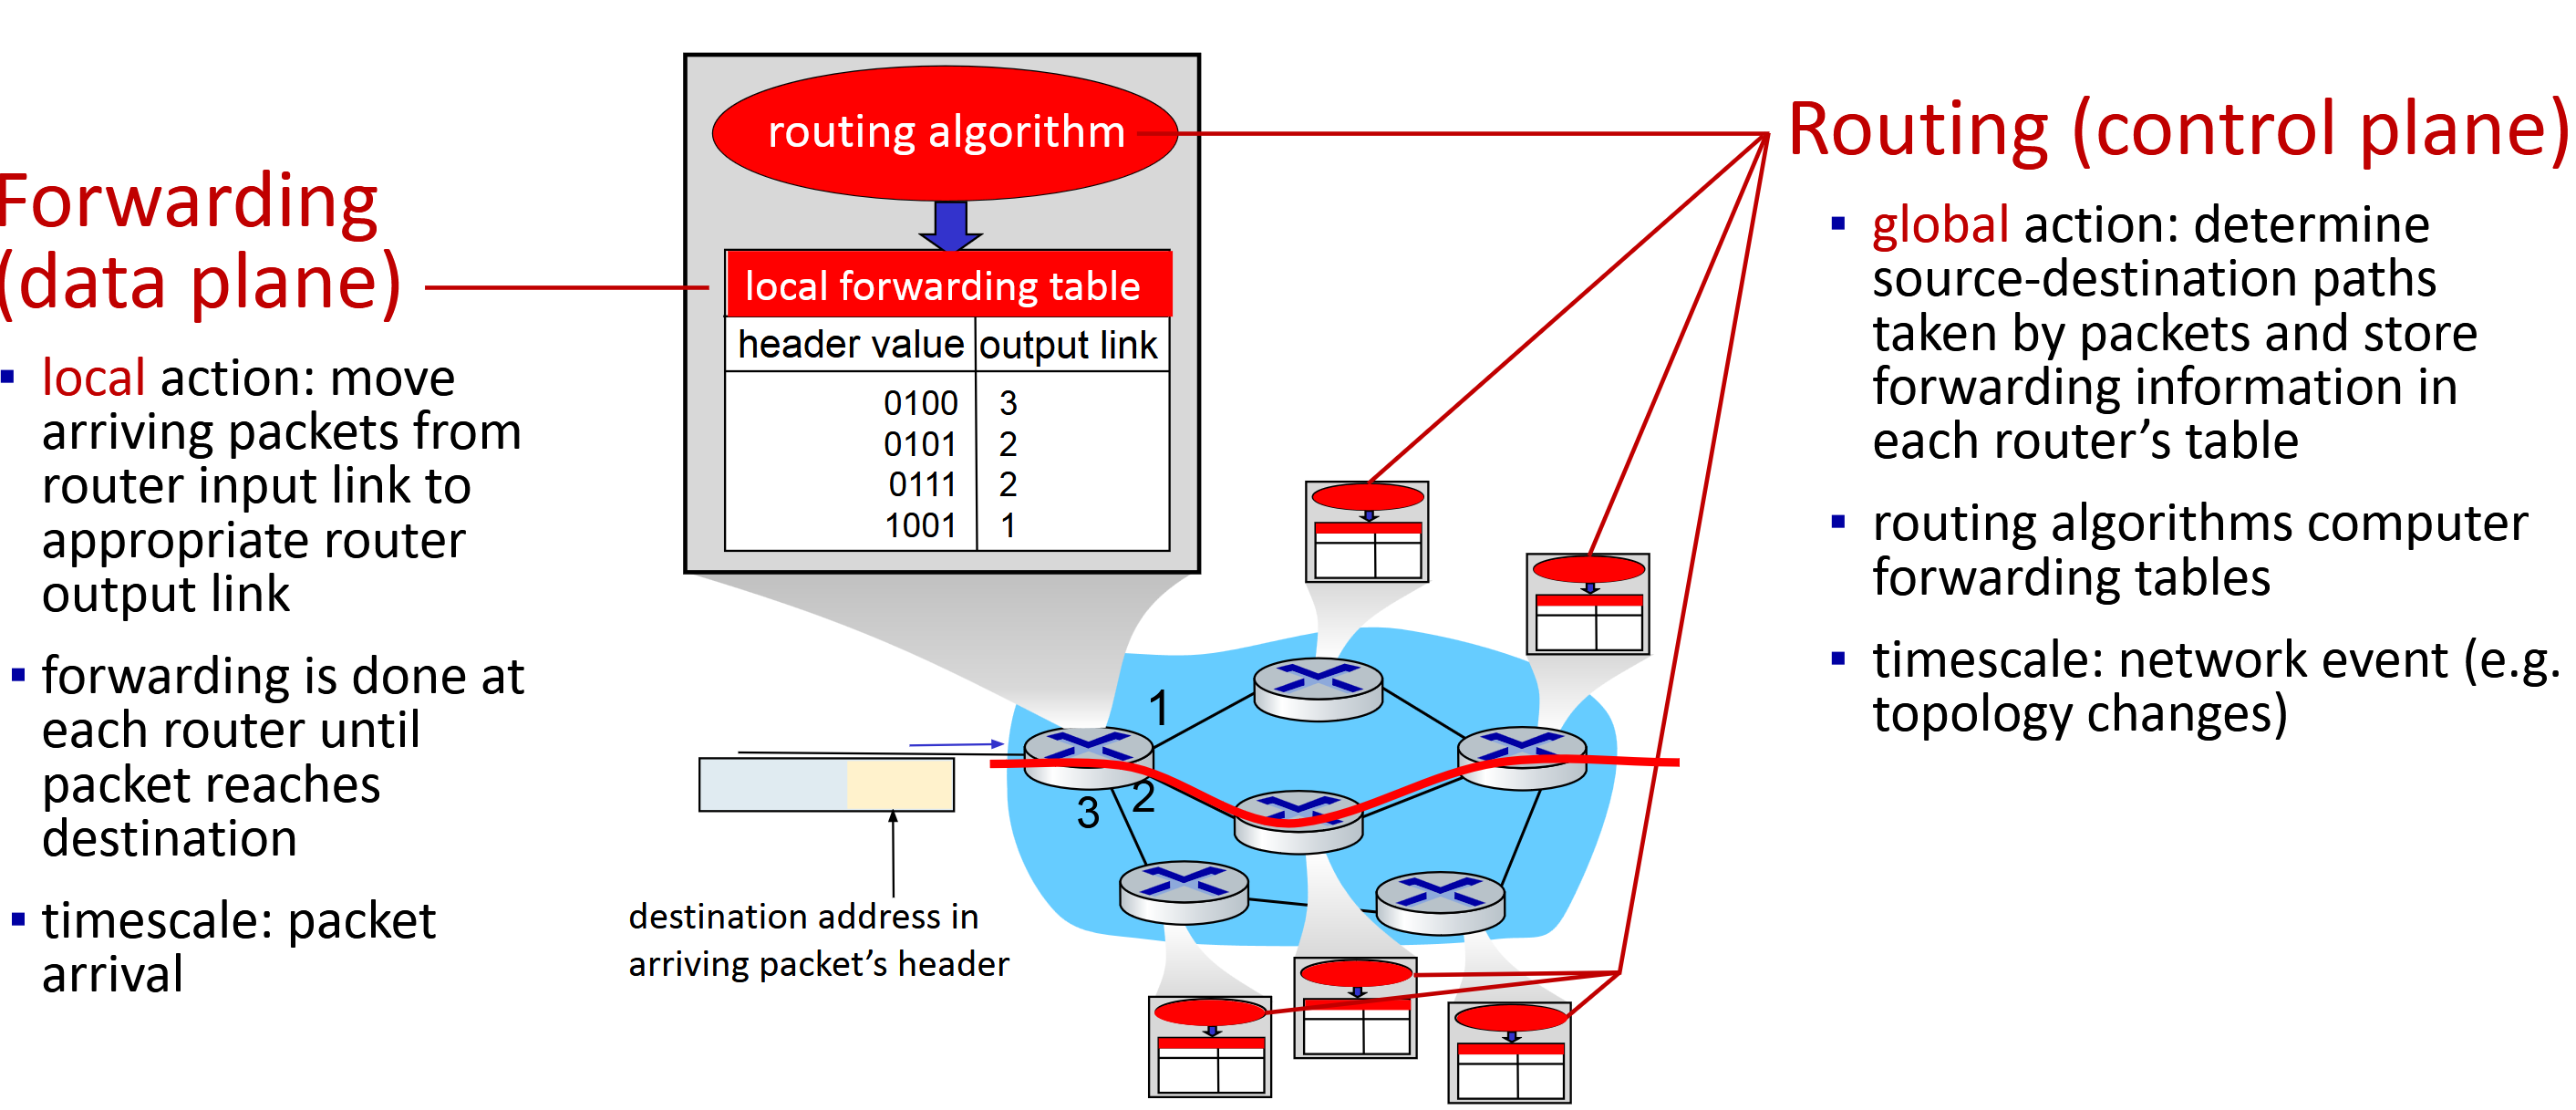 Forwarding
(data plane)
▪ local action: move
arriving packets from
router input link to
appropriate router
output link
▪ forwarding is done at
each router until
packet reaches
destination
▪ timescale: packet
arrival
routing algorithm
local forwarding table
header value output link
0100 3
0101 2
0111 2
1001 1
1
2
3
destination address in
arriving packet’s header
Routing (control plane)
▪ global action: determine
source-destination paths
taken by packets and store
forwarding information in
each router’s table
▪ routing algorithms computer
forwarding tables
▪ timescale: network event (e.g.
topology changes)